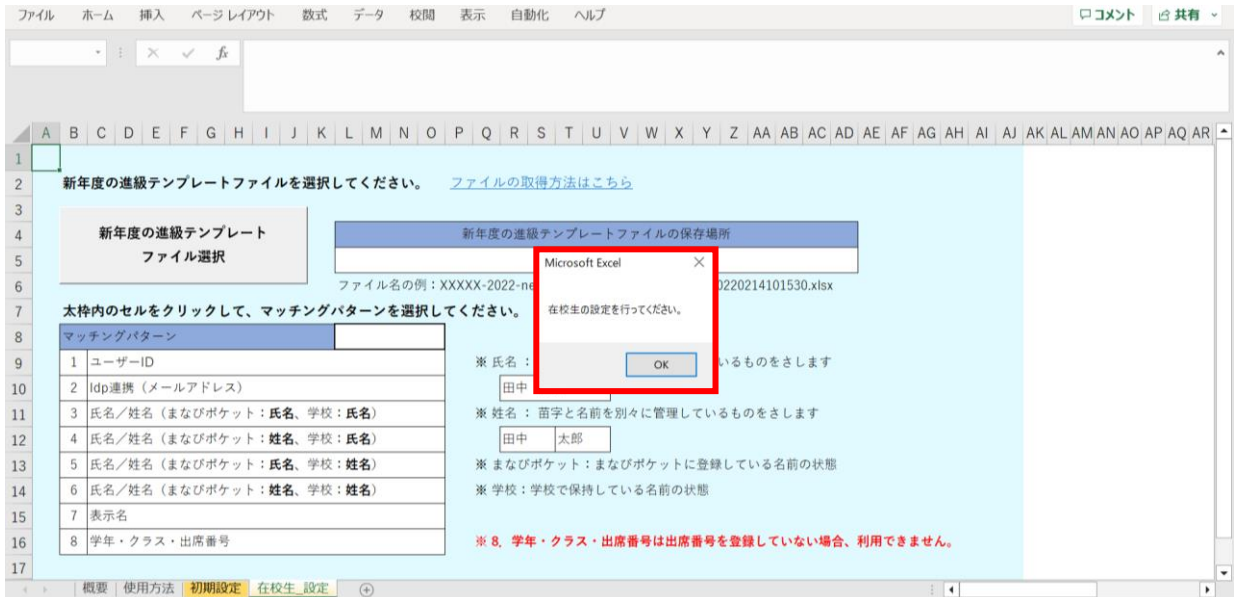 ファイル ホーム 挿入 ページ レイアウト 数式 データ 校閲 表示 自動化 ヘルプ コメント 共有
fx
A B C D E F G H I J K L M N O P Q R S T U V W X Y Z AA AB AC AD AE AF AG AH AI AJ AK AL AM AN AO AP AQ AR
1
2 新年度の進級テンプレートファイルを選択してください。 ファイルの取得方法はこちら
3
4 新年度の進級テンプレート 新年度の進級テンプレートファイルの保存場所
5 ファイル選択
Microsoft Excel
6 ファイル名の例：XXXXX-2022-ne 0220214101530.xlsx
在校生の設定を行ってください。
7 太枠内のセルをクリックして、マッチングパターンを選択してください。
8 マッチングパターン
9 1 ユーザーID ※ 氏名 ： いるものをさします
OK
10 2 Idp連携（メールアドレス） 田中
11 3 氏名／姓名（まなびポケット：氏名、学校：氏名） ※ 姓名 ： 苗字と名前を別々に管理しているものをさします
12 4 氏名／姓名（まなびポケット：姓名、学校：氏名） 田中 太郎
13 5 氏名／姓名（まなびポケット：氏名、学校：姓名） ※ まなびポケット：まなびポケットに登録している名前の状態
14 6 氏名／姓名（まなびポケット：姓名、学校：姓名） ※ 学校：学校で保持している名前の状態
15 7 表示名
16 8 学年・クラス・出席番号 ※ 8．学年・クラス・出席番号は出席番号を登録していない場合、利用できません。
17
概要 使用方法 初期設定 在校生_設定